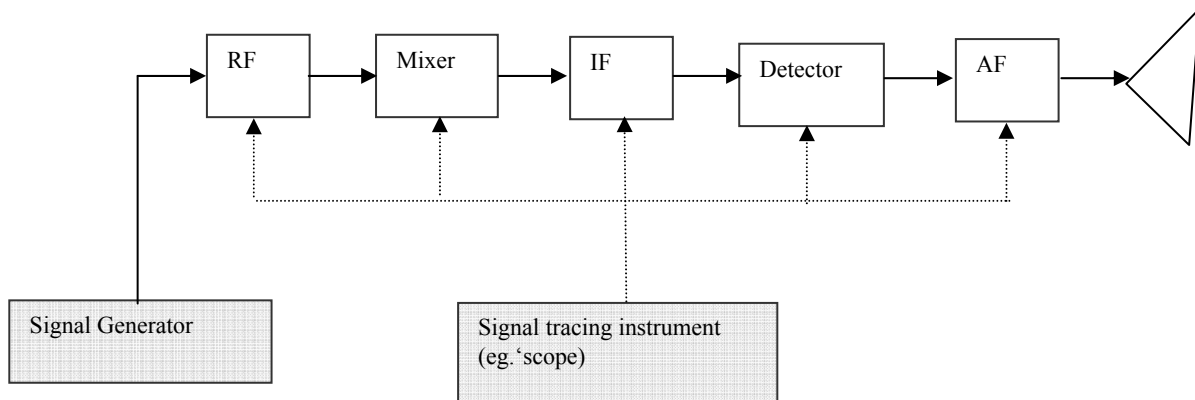 RF
Mixer
IF
Detector
AF
Signal Generator
Signal tracing instrument
(eg.‘scope)